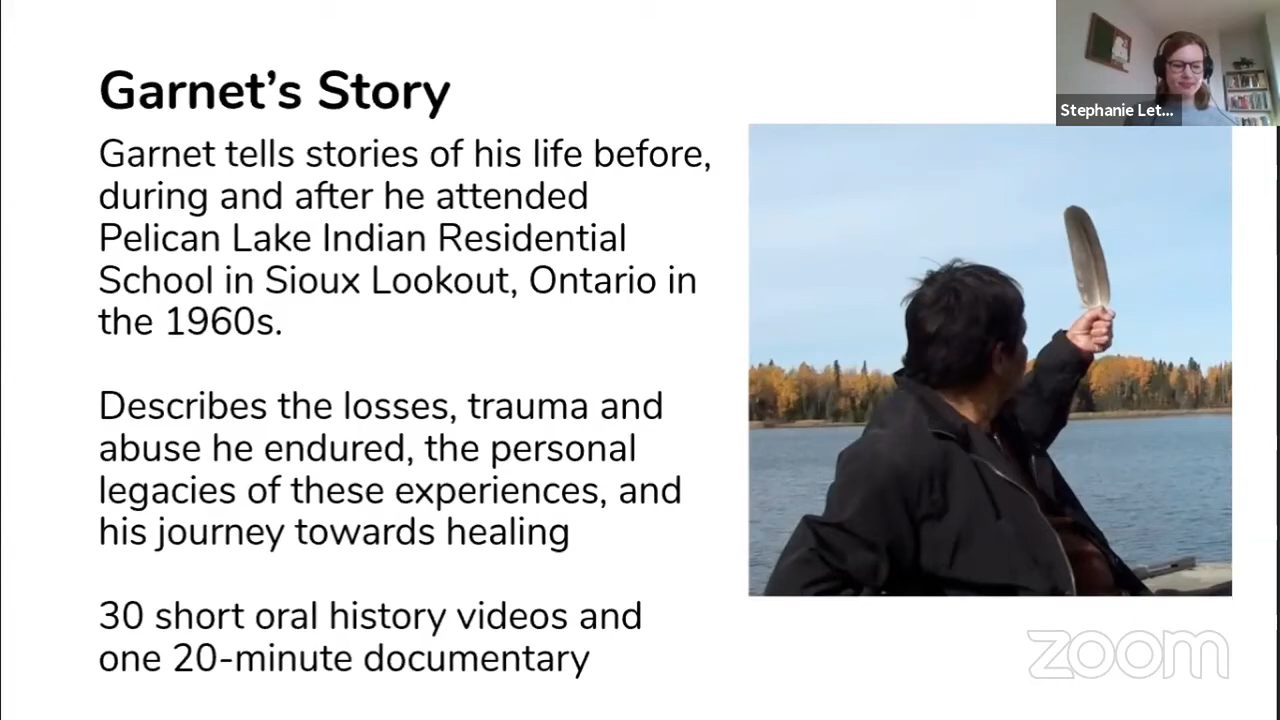 Garnet’s Story
Garnet tells stories of his life before,
during and after he attended
Pelican Lake Indian Residential
School in Sioux Lookout, Ontario in
the 1960s.
Describes the losses, trauma and
abuse he endured, the personal
legacies of these experiences, and
his journey towards healing
30 short oral history videos and
one 20-minute documentary
Stephanie Let...
zoom